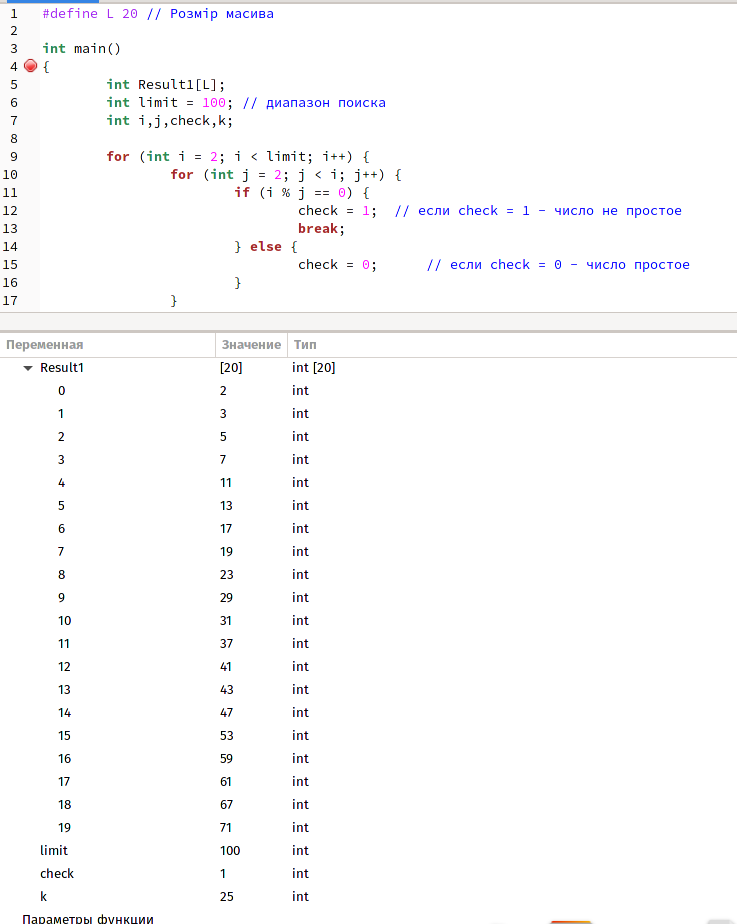 1 #define L 20 // Розмір масива
2
3 int main()
4 {
5 int Result1[L];
6 int limit = 100; // диапазон поиска
7 int i,j,check,k;
8
9 for (int i = 2; i < limit; i++) {
10 for (int j = 2; j < i; j++) {
11 if (i % j == 0) {
12 check = 1; // если check = 1 – число не простое
13 break;
14 } else {
15 check = 0; // если check = 0 – число простое
16 }
17 }
Переменная Значение Тип
Result1 [20] int [20]
0 2 int
1 3 int
2 5 int
3 7 int
4 11 int
5 13 int
6 17 int
7 19 int
8 23 int
9 29 int
10 31 int
11 37 int
12 41 int
13 43 int
14 47 int
15 53 int
16 59 int
17 61 int
18 67 int
19 71 int
limit 100 int
check 1 int
k 25 int
Параметры функции